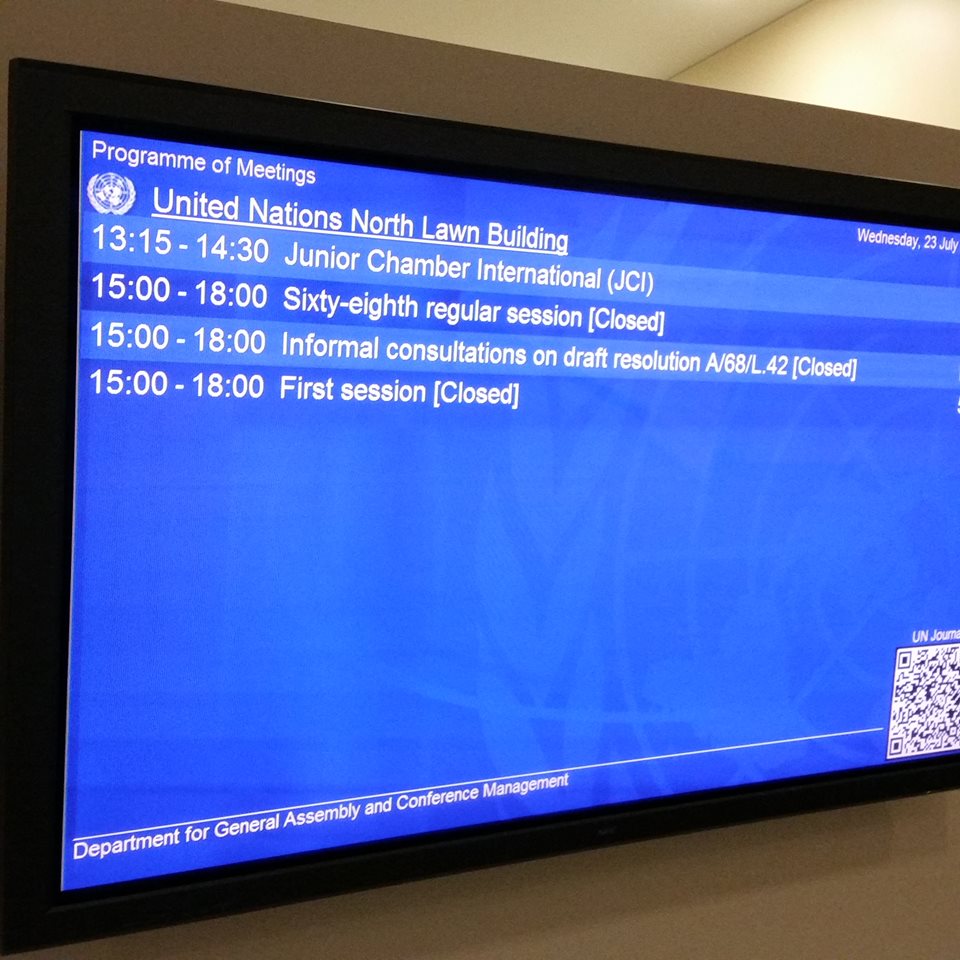 Programme of Meetings
United Nations North Lawn Building
Wednesday, 23 July
13:15 - 14:30 Junior Chamber International (JCI)
15:00 - 18:00 Sixty-eighth regular session [Closed]
15:00 - 18:00 Informal consultations on draft resolution A/68/L.42 [Closed]
15:00 - 18:00 First session [Closed]
UN Journa
Department for General Assembly and Conference Management